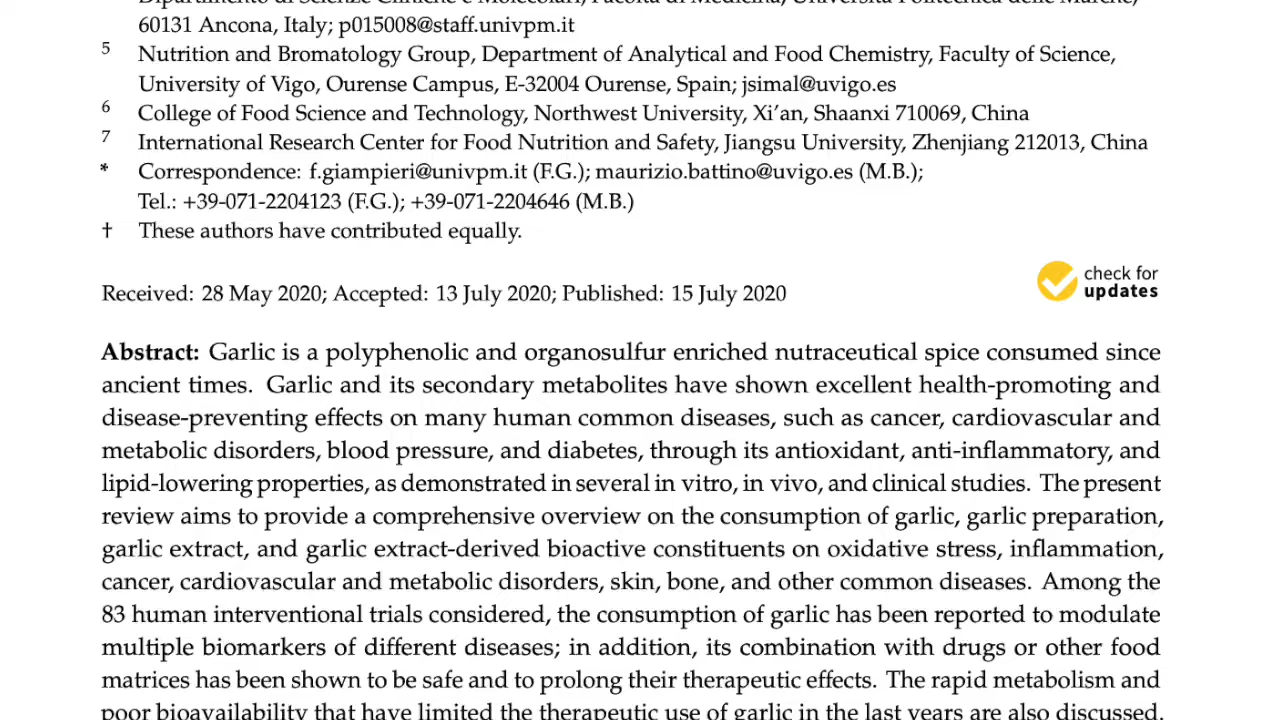 Dipartimento di Scienze Cliniche e Molecolari, Facoltà di Medicina, Università Politecnica delle Marche,
60131 Ancona, Italy; p015008@staff.univpm.it
5 Nutrition and Bromatology Group, Department of Analytical and Food Chemistry, Faculty of Science,
University of Vigo, Ourense Campus, E-32004 Ourense, Spain; jsimal@uvigo.es
6 College of Food Science and Technology, Northwest University, Xi’an, Shaanxi 710069, China
7 International Research Center for Food Nutrition and Safety, Jiangsu University, Zhenjiang 212013, China
* Correspondence: f.giampieri@univpm.it (F.G.); maurizio.battino@uvigo.es (M.B.);
Tel.: +39-071-2204123 (F.G.); +39-071-2204646 (M.B.)
† These authors have contributed equally.
check for
updates
Received: 28 May 2020; Accepted: 13 July 2020; Published: 15 July 2020
Abstract: Garlic is a polyphenolic and organosulfur enriched nutraceutical spice consumed since
ancient times. Garlic and its secondary metabolites have shown excellent health-promoting and
disease-preventing effects on many human common diseases, such as cancer, cardiovascular and
metabolic disorders, blood pressure, and diabetes, through its antioxidant, anti-inflammatory, and
lipid-lowering properties, as demonstrated in several in vitro, in vivo, and clinical studies. The present
review aims to provide a comprehensive overview on the consumption of garlic, garlic preparation,
garlic extract, and garlic extract-derived bioactive constituents on oxidative stress, inflammation,
cancer, cardiovascular and metabolic disorders, skin, bone, and other common diseases. Among the
83 human interventional trials considered, the consumption of garlic has been reported to modulate
multiple biomarkers of different diseases; in addition, its combination with drugs or other food
matrices has been shown to be safe and to prolong their therapeutic effects. The rapid metabolism and
poor bioavailability that have limited the therapeutic use of garlic in the last years are also discussed.